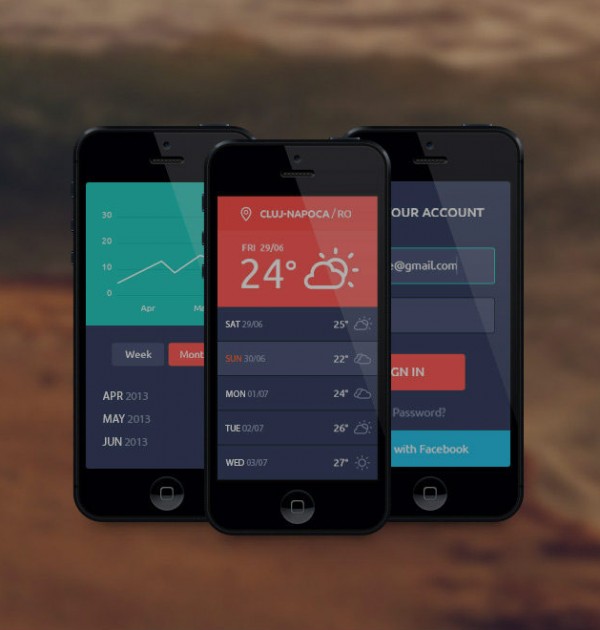 30
20
10
0
Apr
Week
Mont
APR 2013
MAY 2013
JUN 2013
CLUJ-NAPOCA / RO
FRI 29/06
24°
SAT 29/06 25°
SUN 30/06 22°
MON 01/07 24°
TUE 02/07 26°
WED 03/07 27°
OUR ACCOUNT
e@gmail.com
GN IN
Password?
with Facebook